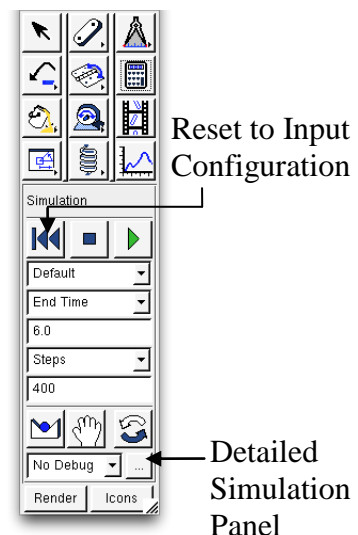 Reset to Input
Configuration
Simulation
Default
End Time
6.0
Steps
400
No Debug
...
Detailed
Simulation
Panel
Render
Icons